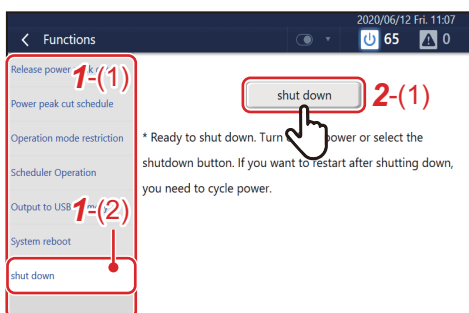 2020/06/12 Fri. 11:07
Functions
65
0
Release power
1-(1)
Power peak cut schedule
Operation mode restriction
Scheduler Operation
Output to USB
1-(2)
System reboot
shut down
shut down
2-(1)
* Ready to shut down. Turn power or select the
shutdown button. If you want to restart after shutting down,
you need to cycle power.